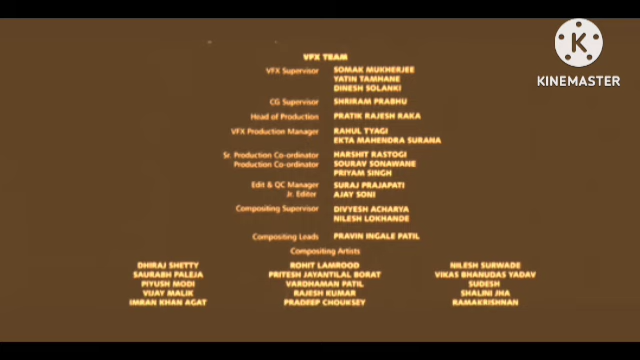 VFX TEAM
VFX Supervisor SOMAK MUKHERJEE
YATIN TAMHANE
DINESH SOLANKI
CG Supervisor SHRIRAM PRABHU
Head of Production PRATIK RAJESH RAKA
VFX Production Manager RAHUL TYAGI
EKTA MAHENDRA SURANA
Sr. Production Co-ordinator HARSHIT RASTOGI
Production Co-ordinator SOURAV SONAWANE
PRIYAM SINGH
Edit & QC Manager SURAJ PRAJAPATI
Jr. Editor AJAY SONI
Compositing Supervisor DIVYESH ACHARYA
NILESH LOKHANDE
Compositing Leads PRAVIN INGALE PATIL
Compositing Artists
DHIRAJ SHETTY ROHIT LAMROOD NILESH SURWADE
SAURABH PALEJA PRITESH JAYANTILAL BORAT VIKAS BHANUDAS YADAV
PIYUSH MODI VARDHAMAN PATIL SUDESH
VIJAY MALIK RAJESH KUMAR SHALINI JHA
IMRAN KHAN AGAT PRADEEP CHOUKSEY RAMAKRISHNAN
K
KINEMASTER